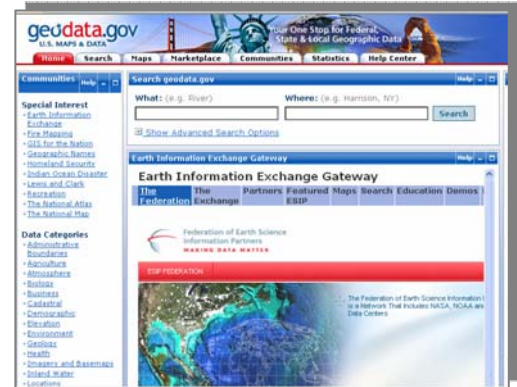 geodata.gov
U.S. MAPS & DATA
Your One Stop for Federal,
State & Local Geographic Data
Home Search Maps Marketplace Communities Statistics Help Center
Communities Help
Special Interest
Earth Information
Exchange
Fire Mapping
GIS for the Nation
Geographic Names
Homeland Security
Indian Ocean Disaster
Lewis and Clark
Recreation
The National Atlas
The National Map
Data Categories
Administrative
Boundaries
Agriculture
Atmosphere
Biology
Business
Cadastral
Demographic
Elevation
Environment
Geology
Health
Imagery and Basemaps
Inland Water
Locations
Search geodata.gov Help
What: (e.g. River) Where: (e.g. Harrison, NY)
Search
Show Advanced Search Options
Earth Information Exchange Gateway Help
Earth Information Exchange Gateway
The Federation The Exchange Partners Featured ESIP Maps Search Education Demos
Federation of Earth Science
Information Partners
MAKING DATA MATTER
ESIP FEDERATION
The Federation of Earth Science Information
is a Network That Includes NASA, NOAA and
Data Centers